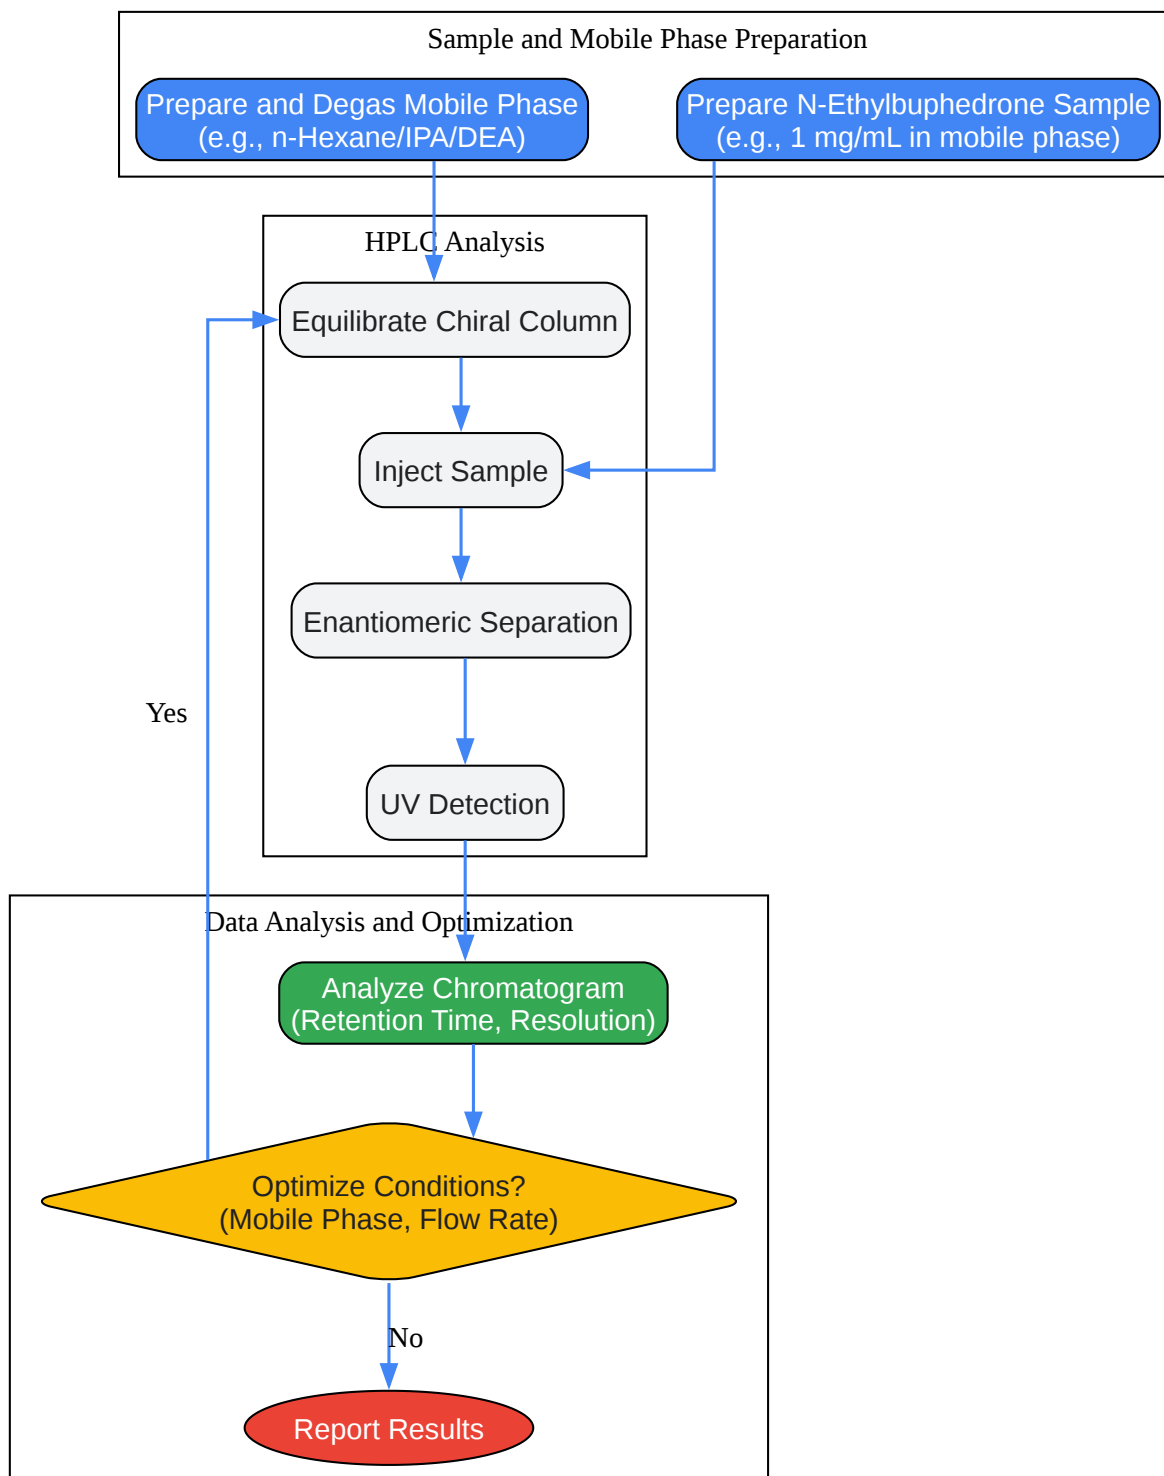 Sample and Mobile Phase Preparation
Prepare and Degas Mobile Phase
(e.g., n-Hexane/IPA/DEA)
Prepare N-Ethylbuphedrone Sample
(e.g., 1 mg/mL in mobile phase)
HPLC Analysis
Equilibrate Chiral Column
Inject Sample
Enantiomeric Separation
Yes
UV Detection
Data Analysis and Optimization
Analyze Chromatogram
(Retention Time, Resolution)
Optimize Conditions?
(Mobile Phase, Flow Rate)
No
Report Results